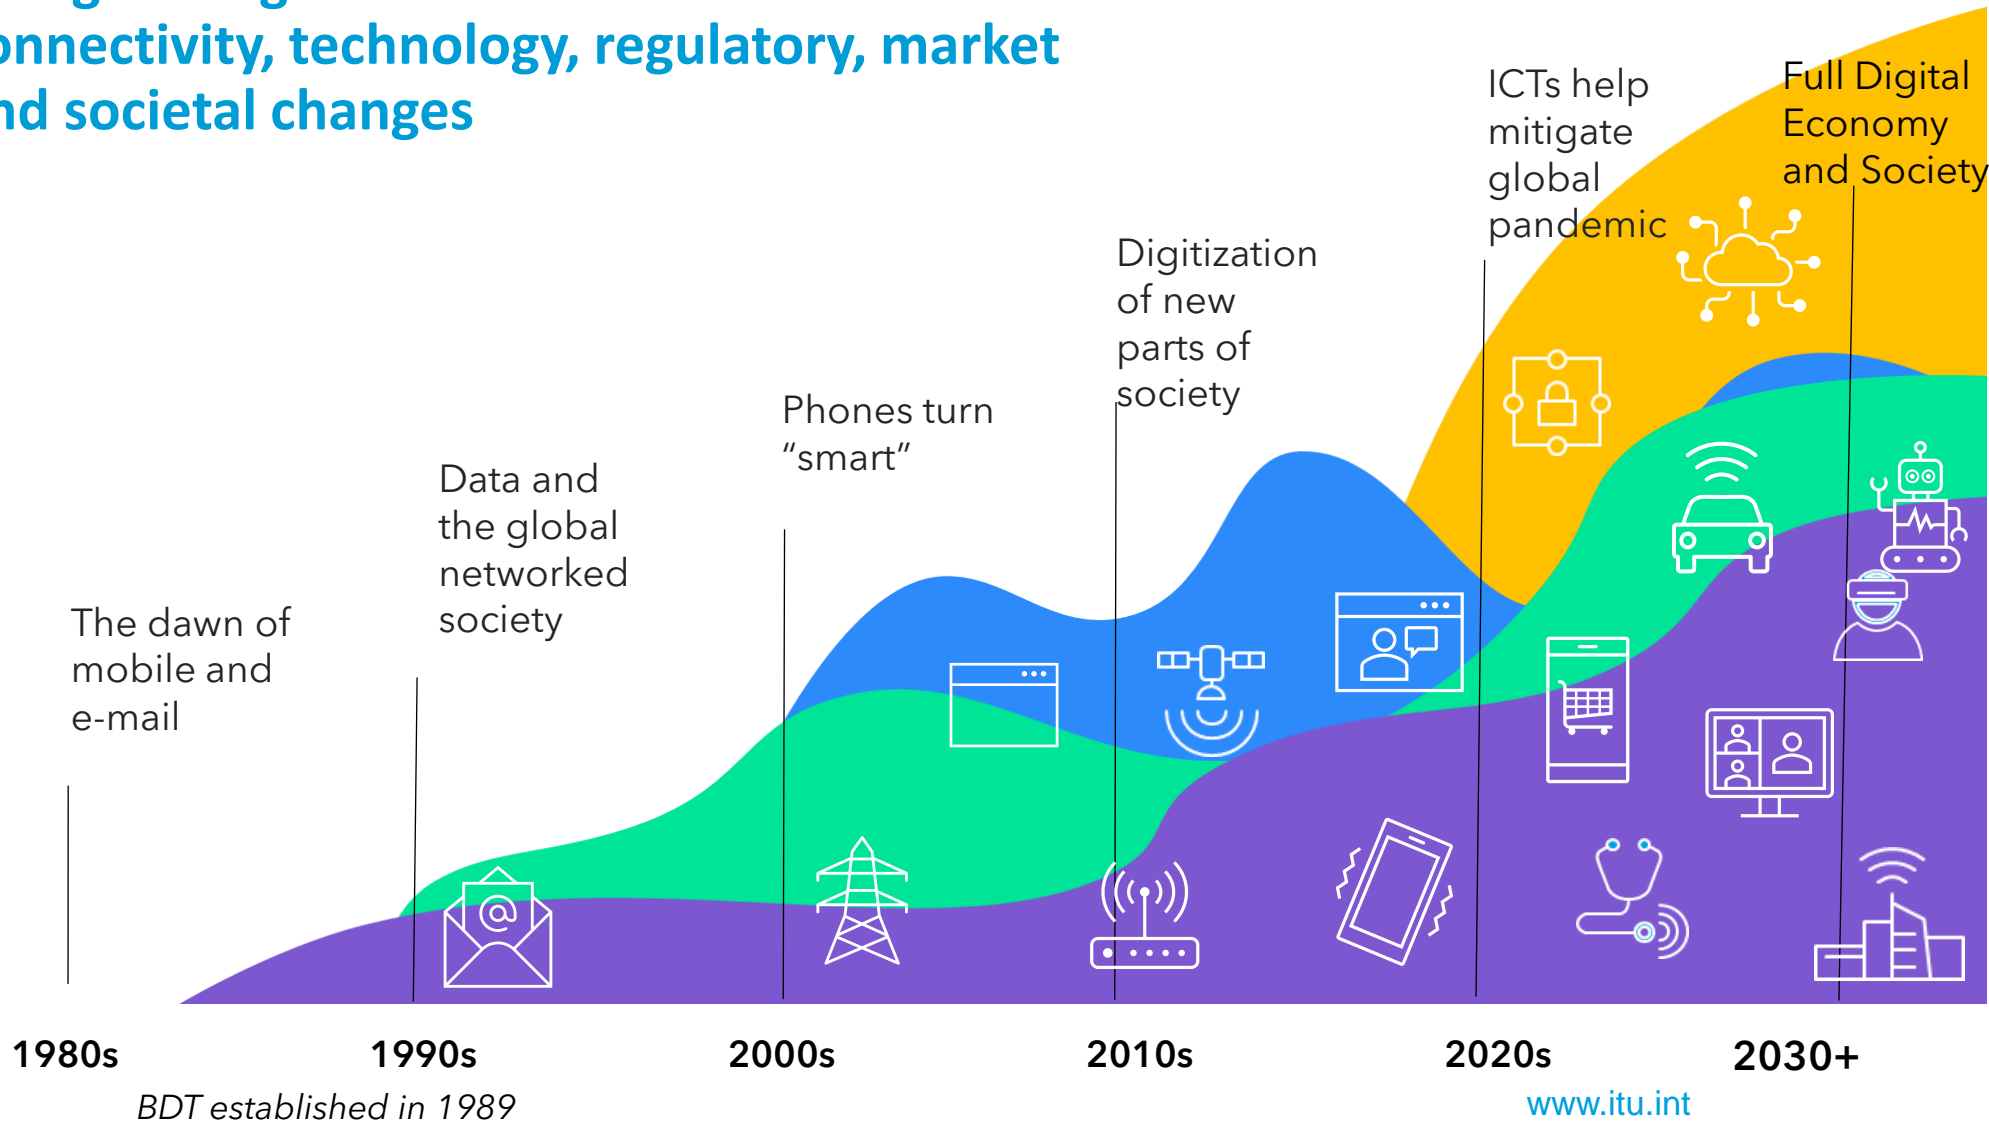 onnectivity, technology, regulatory, market
nd societal changes
The dawn of
mobile and
e-mail
Data and
the global
networked
society
Phones turn
“smart”
Digitization
of new
parts of
society
ICTs help
mitigate
global
pandemic
Full Digital
Economy
and Society
@
1980s
1990s
2000s
2010s
2020s
2030+
BDT established in 1989
www.itu.int